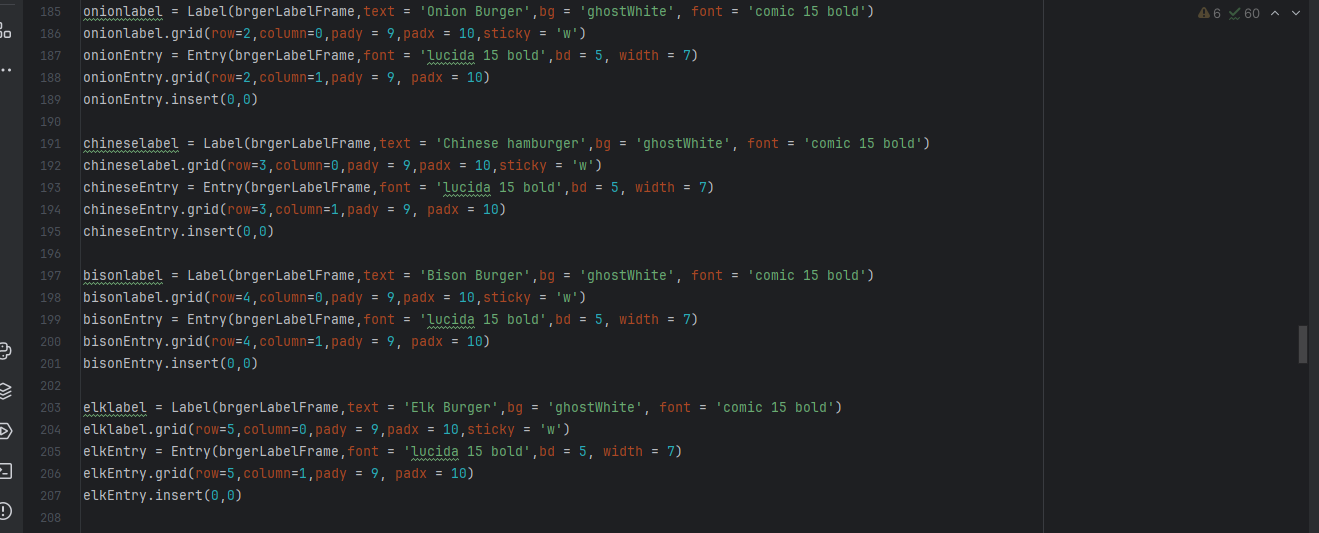 6 60
185 onionlabel = Label(brgerLabelFrame,text = 'Onion Burger',bg = 'ghostWhite', font = 'comic 15 bold')
186 onionlabel.grid(row=2,column=0,pady = 9,padx = 10,sticky = 'w')
187 onionEntry = Entry(brgerLabelFrame,font = 'lucida 15 bold',bd = 5, width = 7)
188 onionEntry.grid(row=2,column=1,pady = 9, padx = 10)
189 onionEntry.insert(0,0)
190
191 chineselabel = Label(brgerLabelFrame,text = 'Chinese hamburger',bg = 'ghostWhite', font = 'comic 15 bold')
192 chineselabel.grid(row=3,column=0,pady = 9,padx = 10,sticky = 'w')
193 chineseEntry = Entry(brgerLabelFrame,font = 'lucida 15 bold',bd = 5, width = 7)
194 chineseEntry.grid(row=3,column=1,pady = 9, padx = 10)
195 chineseEntry.insert(0,0)
196
197 bisonlabel = Label(brgerLabelFrame,text = 'Bison Burger',bg = 'ghostWhite', font = 'comic 15 bold')
198 bisonlabel.grid(row=4,column=0,pady = 9,padx = 10,sticky = 'w')
199 bisonEntry = Entry(brgerLabelFrame,font = 'lucida 15 bold',bd = 5, width = 7)
200 bisonEntry.grid(row=4,column=1,pady = 9, padx = 10)
201 bisonEntry.insert(0,0)
202
203 elklabel = Label(brgerLabelFrame,text = 'Elk Burger',bg = 'ghostWhite', font = 'comic 15 bold')
204 elklabel.grid(row=5,column=0,pady = 9,padx = 10,sticky = 'w')
205 elkEntry = Entry(brgerLabelFrame,font = 'lucida 15 bold',bd = 5, width = 7)
206 elkEntry.grid(row=5,column=1,pady = 9, padx = 10)
207 elkEntry.insert(0,0)
208